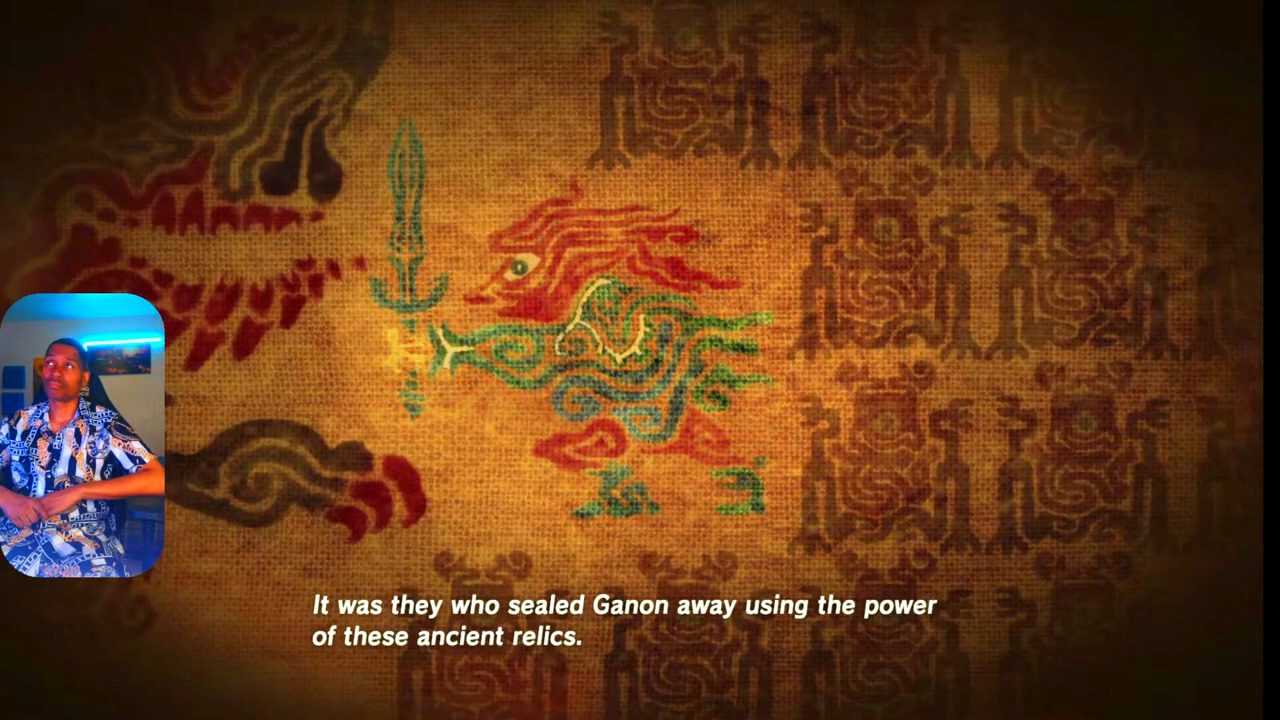 It was they who sealed Ganon away using the power
of these ancient relics.